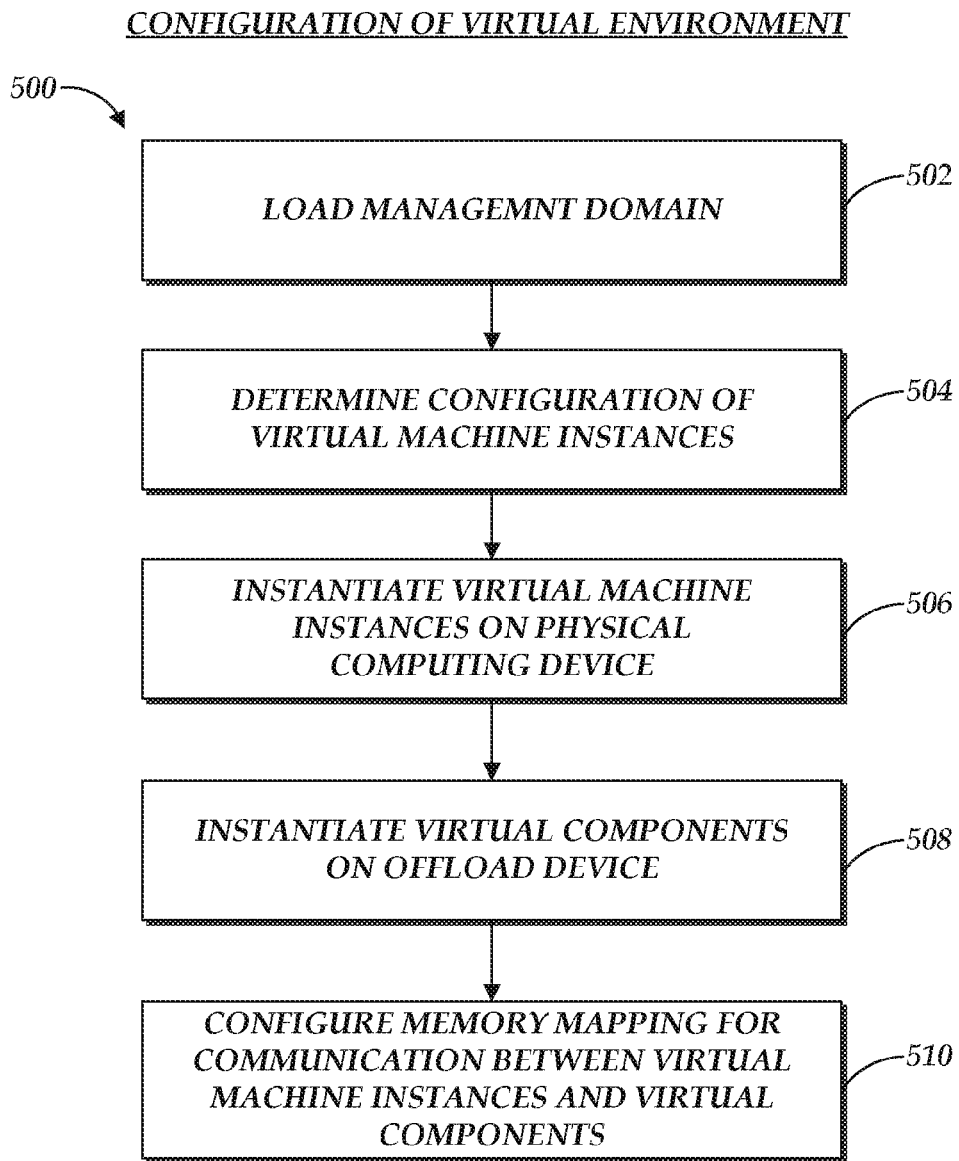 CONFIGURATION OF VIRTUAL ENVIRONMENT
500
LOAD MANAGEMNT DOMAIN
502
DETERMINE CONFIGURATION OF
VIRTUAL MACHINE INSTANCES
504
INSTANTIATE VIRTUAL MACHINE
INSTANCES ON PHYSICAL
COMPUTING DEVICE
506
INSTANTIATE VIRTUAL COMPONENTS
ON OFFLOAD DEVICE
508
CONFIGURE MEMORY MAPPING FOR
COMMUNICATION BETWEEN VIRTUAL
MACHINE INSTANCES AND VIRTUAL
COMPONENTS
510